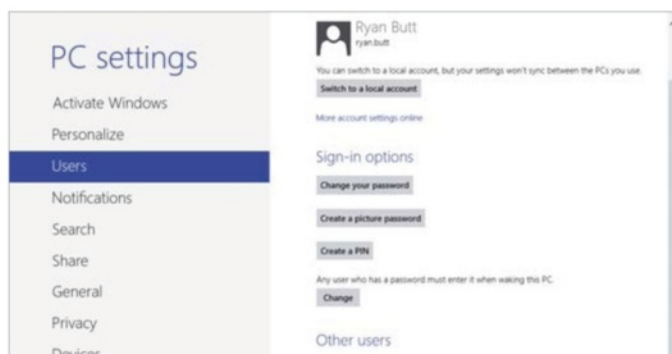 PC settings
Activate Windows
Personalize
Users
Notifications
Search
Share
General
Privacy
Devices
Ryan Butt
ryan.butt
You can switch to a local account, but your settings won't sync between the PCs you use.
Switch to a local account
More account settings online
Sign-in options
Change your password
Create a picture password
Create a PIN
Any user who has a password must enter it when waking this PC.
Change
Other users